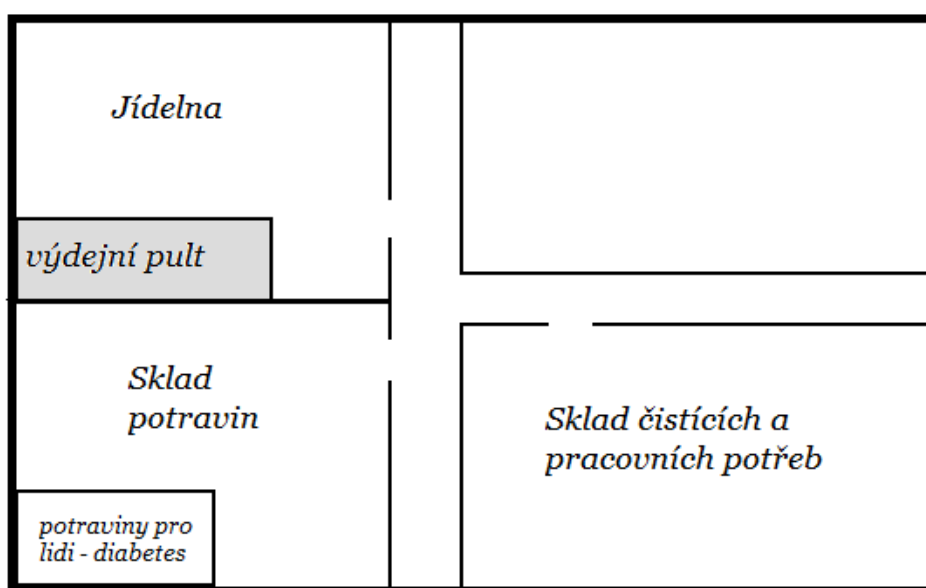 Jídelna
výdejní pult
Sklad
potravin
potraviny pro
lidi - diabetes
Sklad čistících a
pracovních potřeb